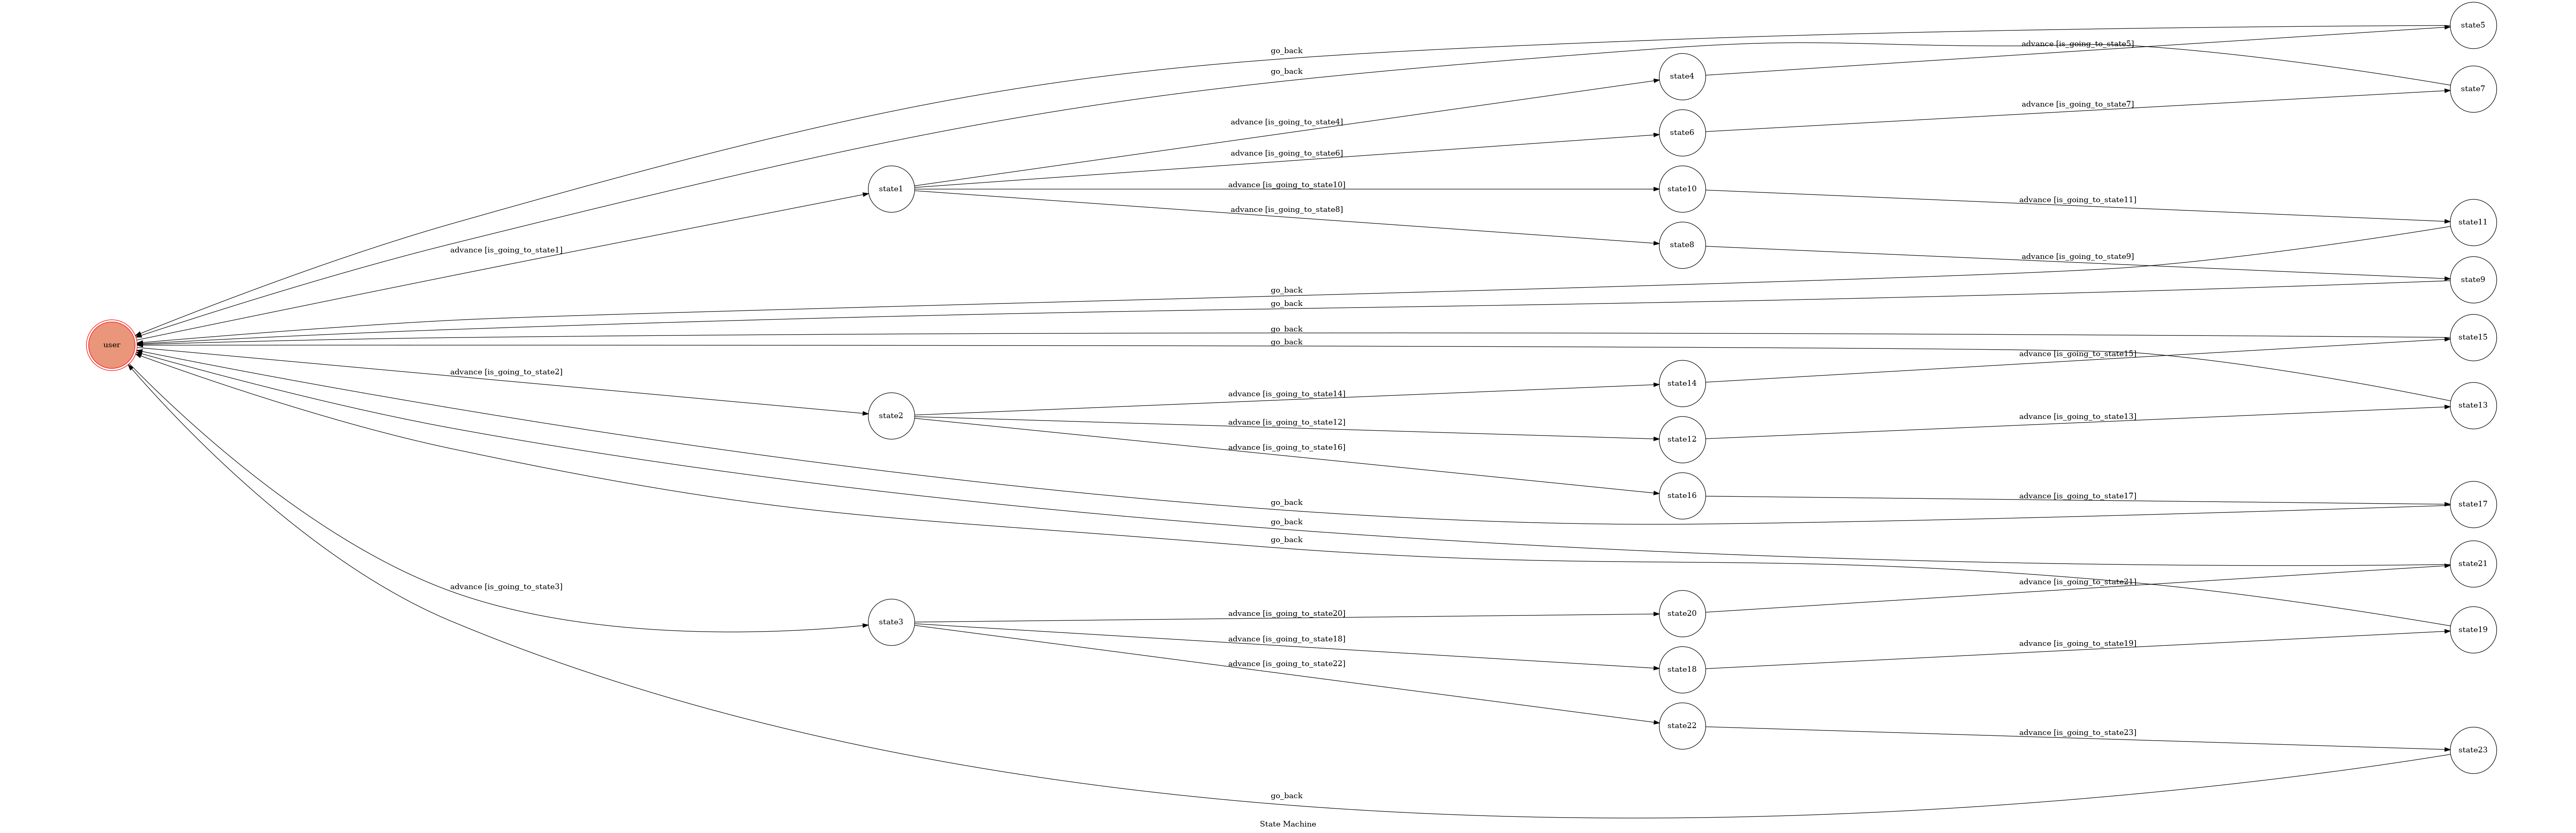 state5
go_back
advance [is_going_to_state5]
go_back
state4
state7
advance [is_going_to_state7]
advance [is_going_to_state4]
state6
advance [is_going_to_state6]
advance [is_going_to_state10]
state1
state10
advance [is_going_to_state11]
advance [is_going_to_state8]
state11
state8
advance [is_going_to_state1]
advance [is_going_to_state9]
state9
go_back
go_back
go_back
state15
go_back
user
advance [is_going_to_state15]
advance [is_going_to_state2]
state14
advance [is_going_to_state14]
state13
state2
advance [is_going_to_state13]
advance [is_going_to_state12]
state12
advance [is_going_to_state16]
state16
advance [is_going_to_state17]
go_back
state17
go_back
go_back
state21
advance [is_going_to_state21]
advance [is_going_to_state3]
advance [is_going_to_state20]
state20
state3
state19
advance [is_going_to_state18]
advance [is_going_to_state19]
advance [is_going_to_state22]
state18
state22
advance [is_going_to_state23]
state23
go_back
State Machine